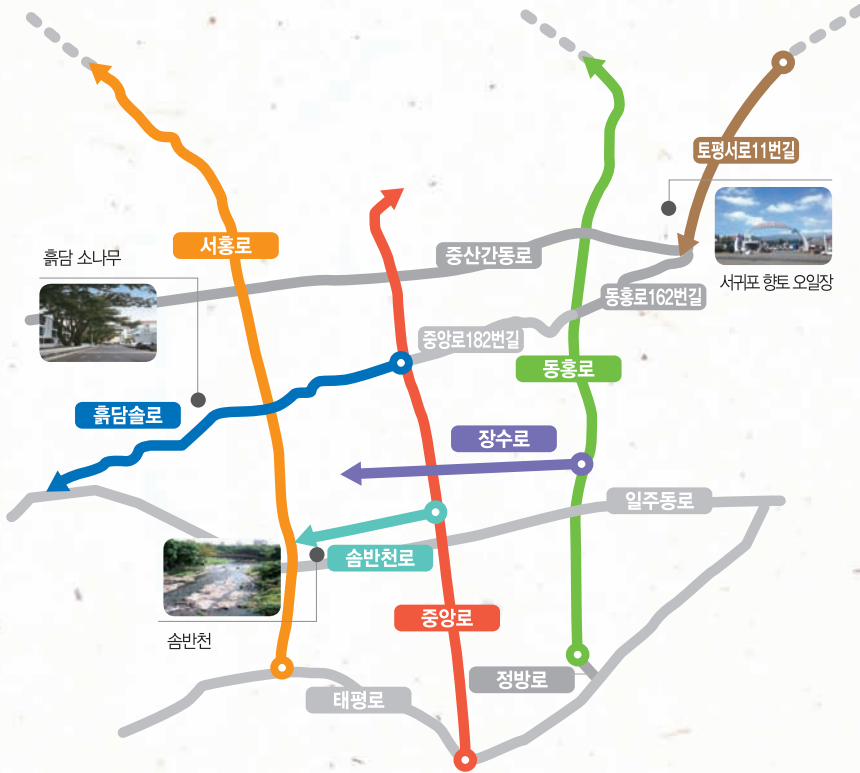 토평서로11번길
서홍로
중산간동로
흙담 소나무
서귀포 향토 오일장
동홍로162번길
중앙로182번길
동홍로
흙담솔로
장수로
일주동로
솜반천로
중앙로
솜반천
정방로
태평로